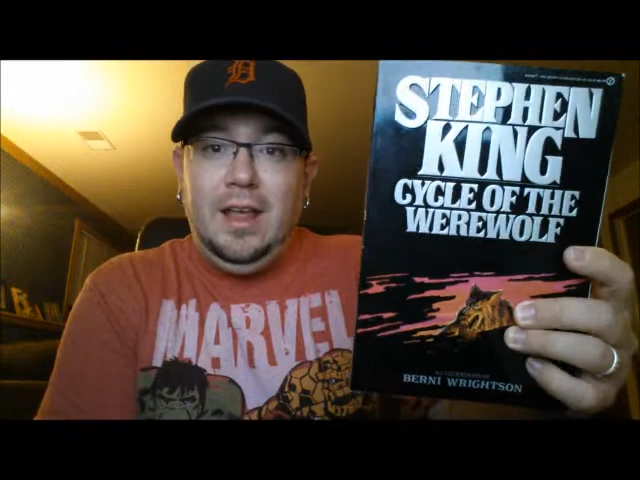 D
STEPHEN
KING
CYCLE OF THE
WEREWOLF
BERNI WRIGHTSON
MARVEL